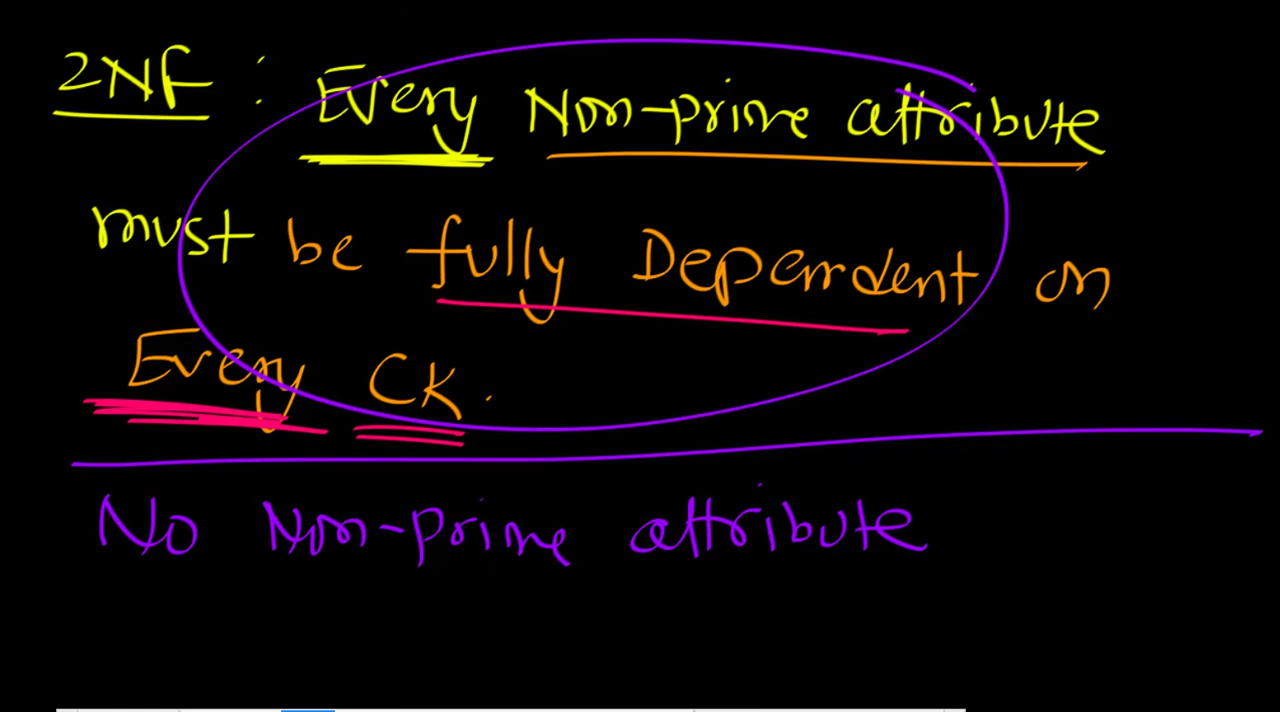 2NF : Every Non-prime attribute
must be fully Dependent on
Every CK.
No Non-prime attribute